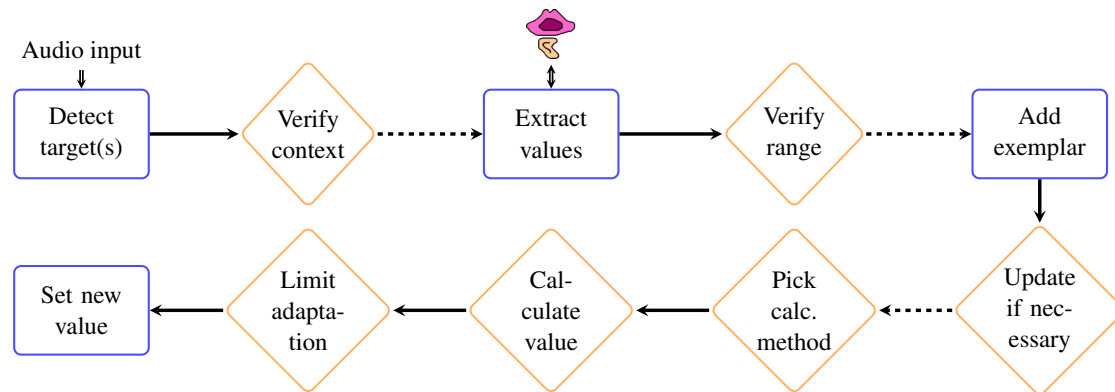 Audio input
Detect
target(s)
Verify
context
Extract
values
Verify
range
Add
exemplar
Update
if nec-
essary
Pick
calc.
method
Cal-
culate
value
Limit
adapta-
tion
Set new
value